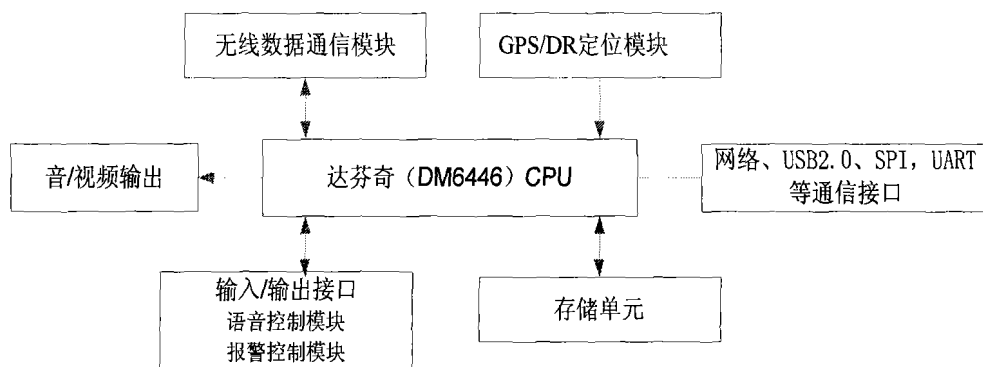 无线数据通信模块
GPS/DR定位模块
音/视频输出
达芬奇（DM6446）CPU
网络、USB2.0、SPI，UART
等通信接口
输入/输出接口
语音控制模块
报警控制模块
存储单元